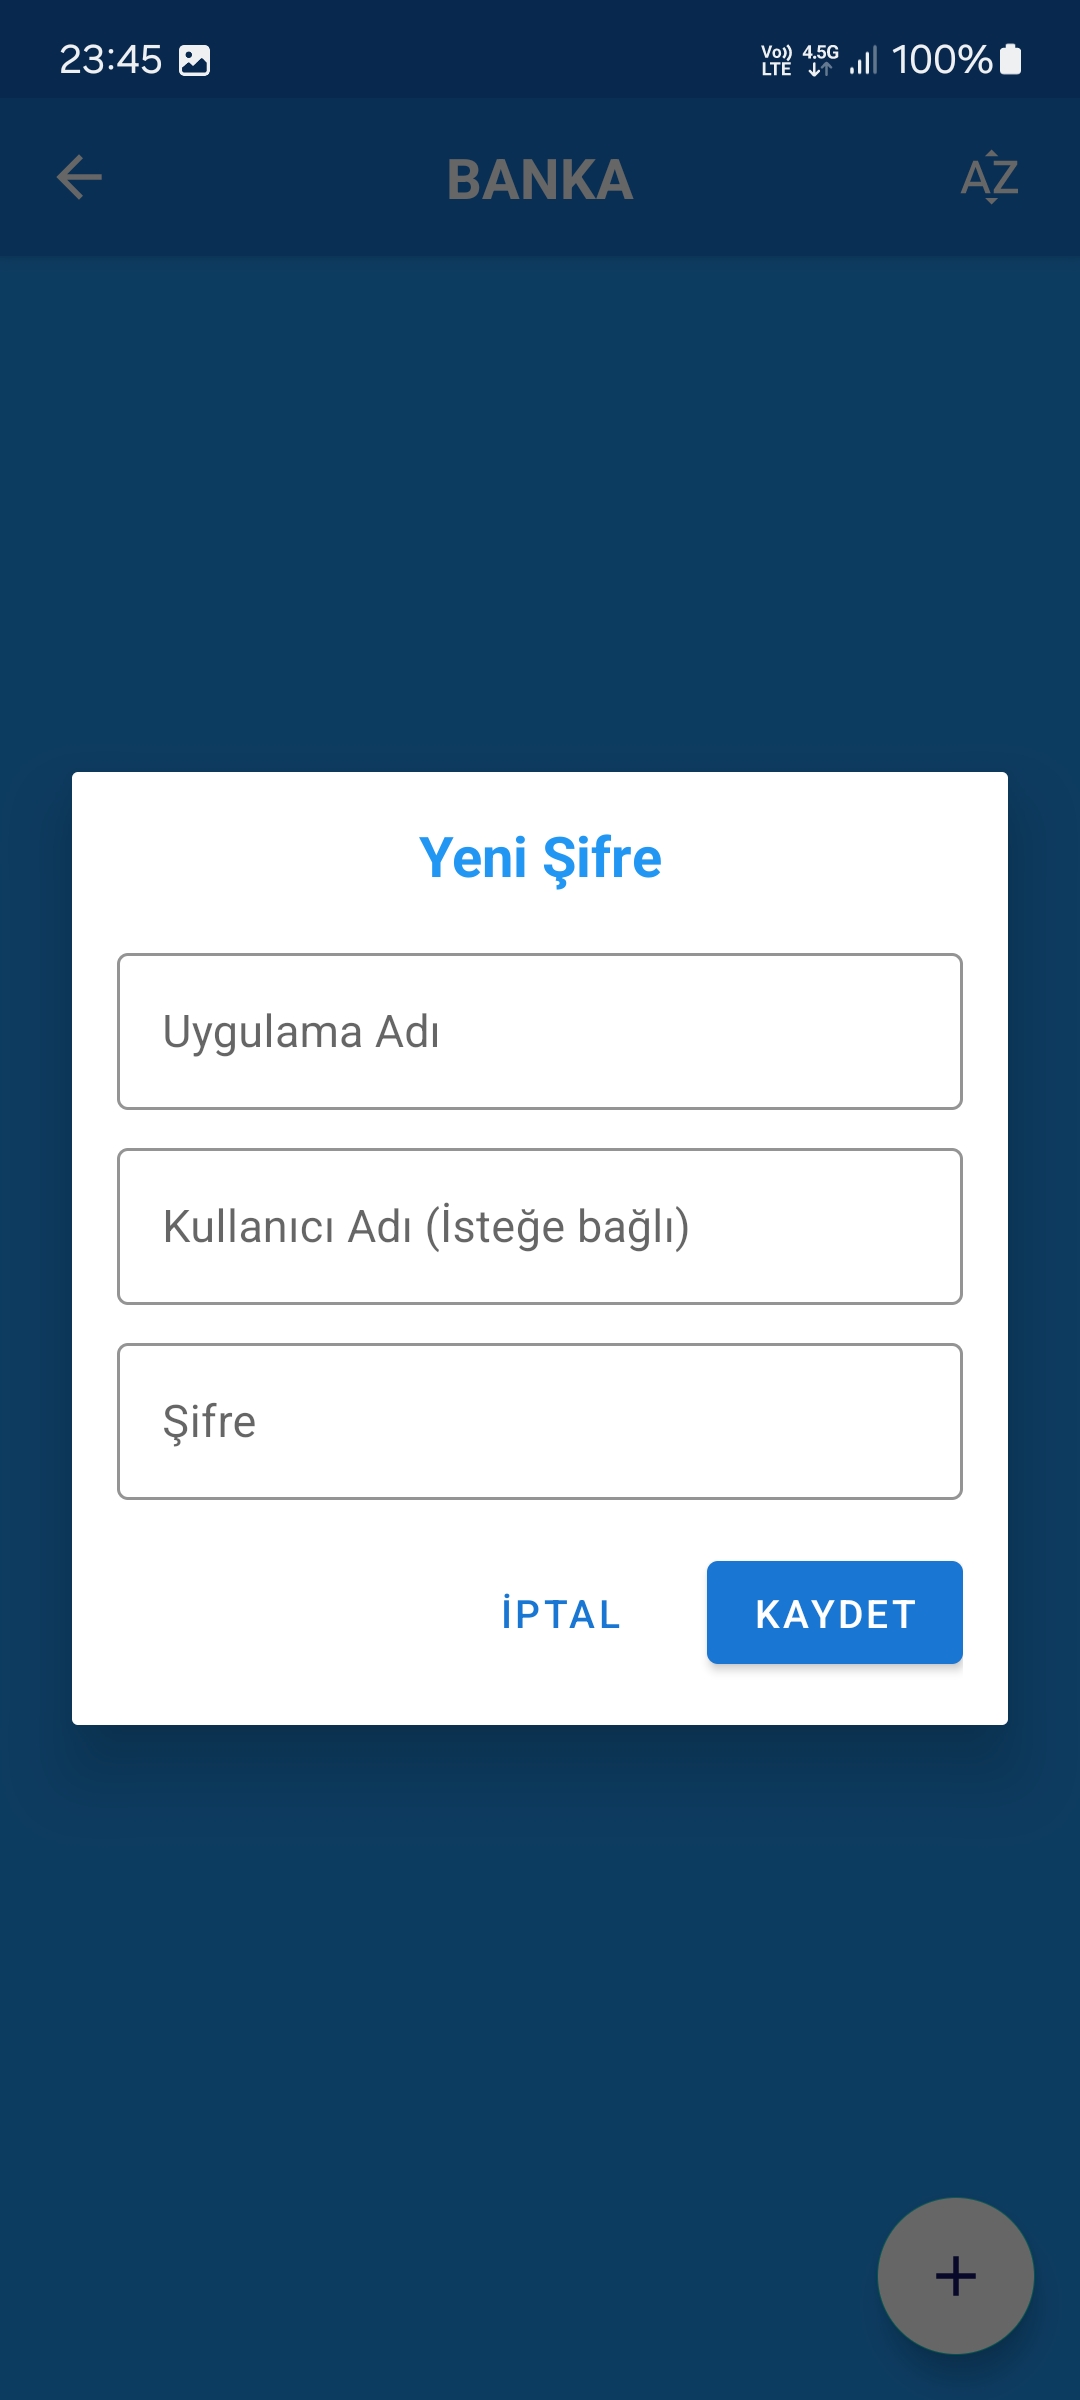 23:45 Vo)) LTE 4.5G 100%
BANKA AZ
Yeni Şifre
Uygulama Adı
Kullanıcı Adı (İsteğe bağlı)
Şifre
İPTAL KAYDET